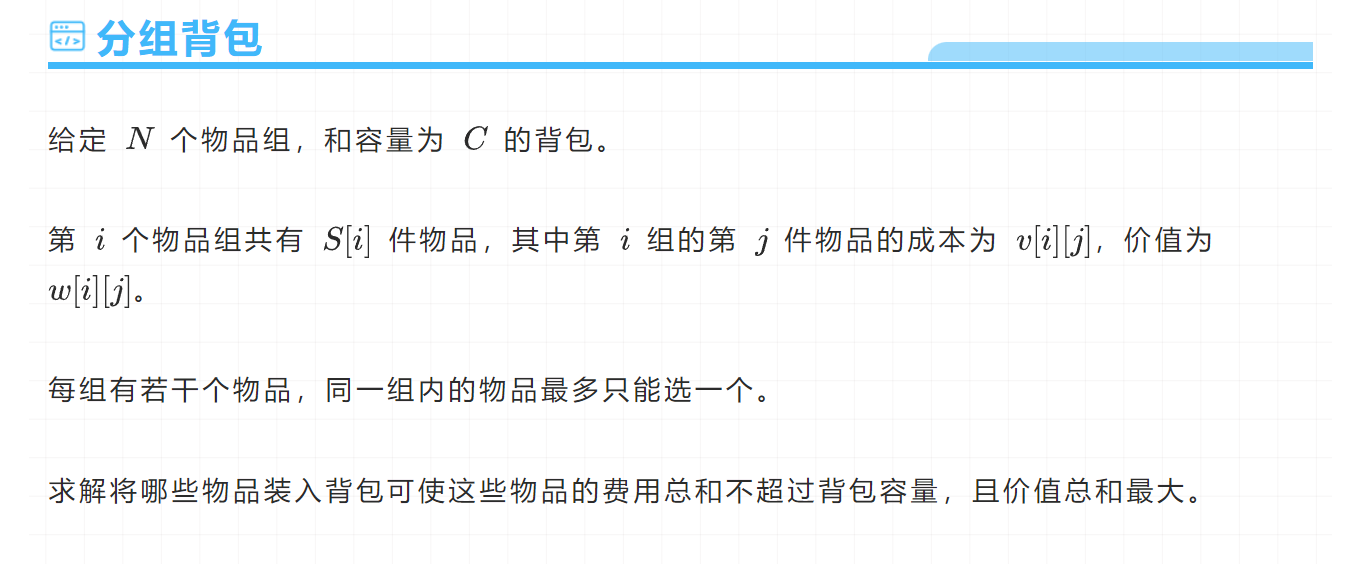 分组背包
给定 N 个物品组，和容量为 C 的背包。
第 i 个物品组共有 S[i] 件物品，其中第 i 组的第 j 件物品的成本为 v[i][j]，价值为
w[i][j]。
每组有若干个物品，同一组内的物品最多只能选一个。
求解将哪些物品装入背包可使这些物品的费用总和不超过背包容量，且价值总和最大。